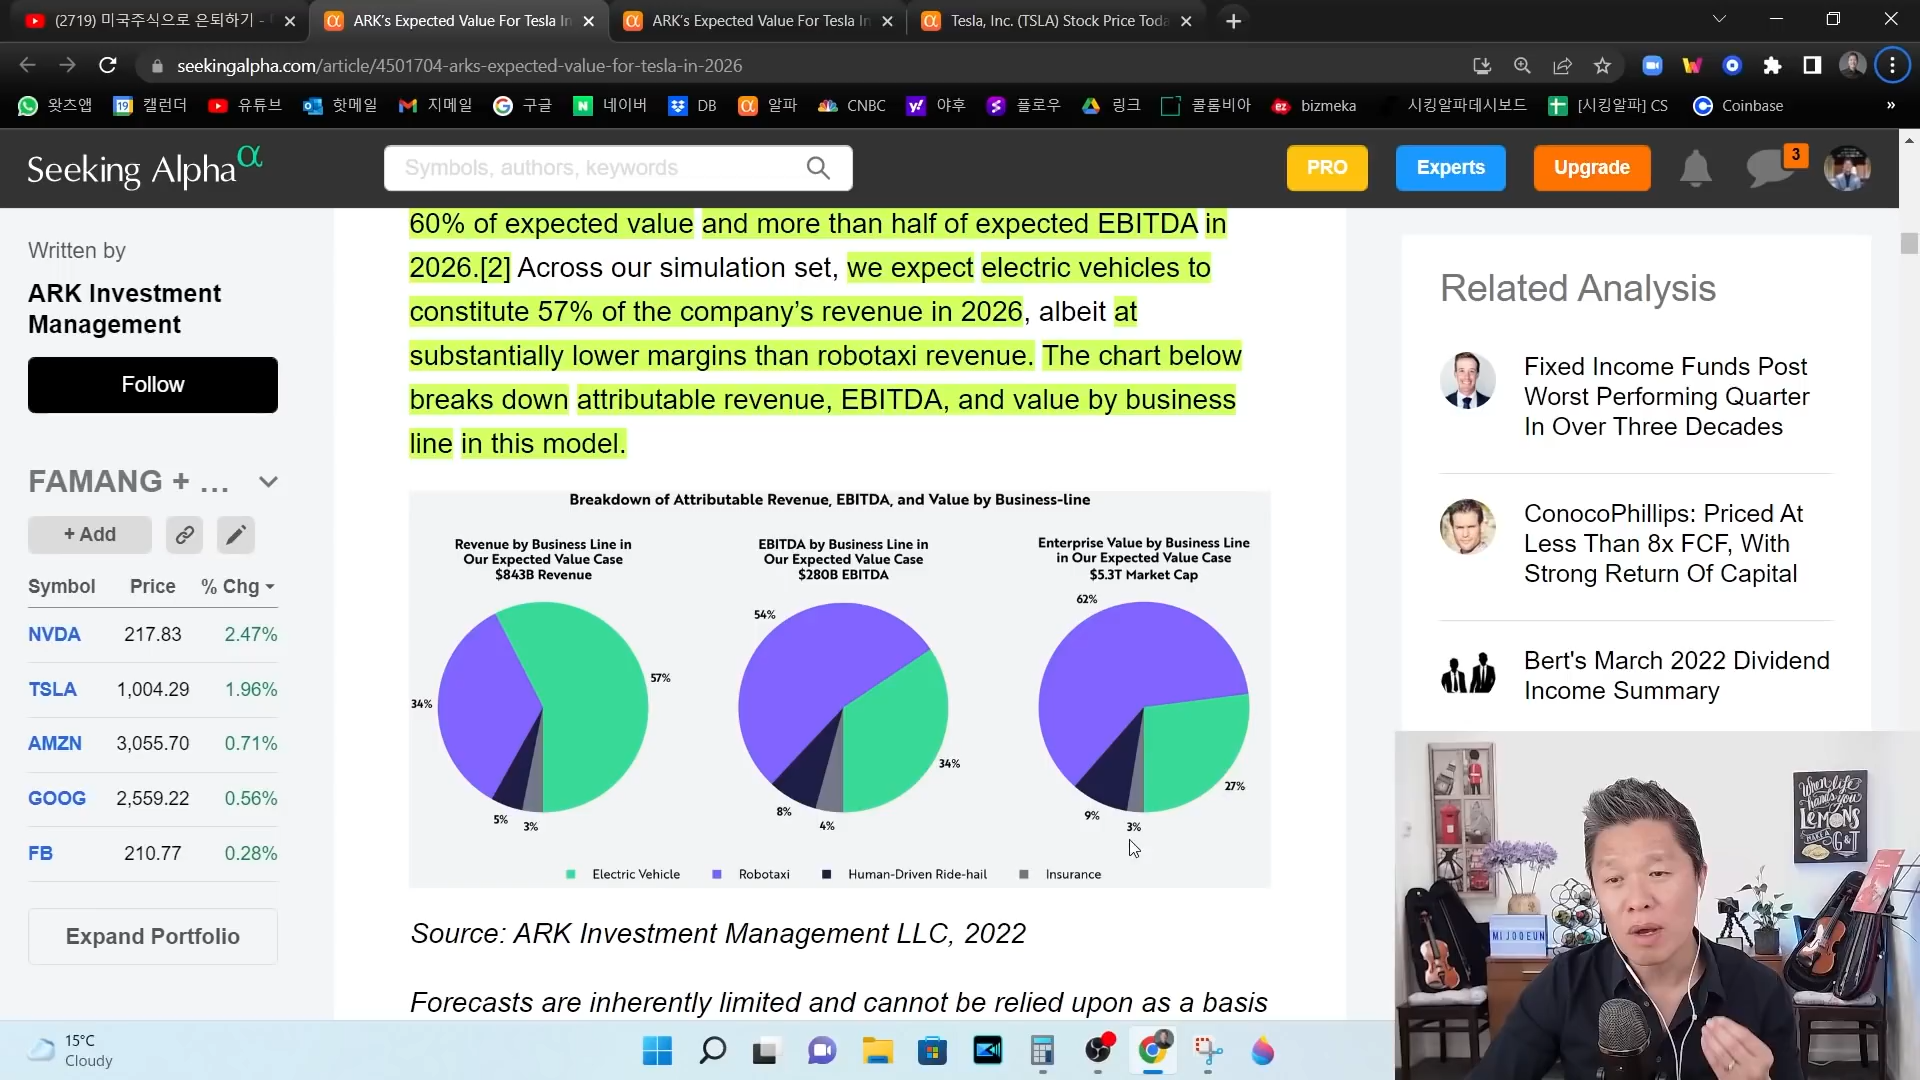 (2719) 미국주식으로 은퇴하기 -
ARK's Expected Value For Tesla In
ARK's Expected Value For Tesla In
Tesla, Inc. (TSLA) Stock Price Toda
seekingalpha.com/article/4501704-arks-expected-value-for-tesla-in-2026
왓츠앱
19
캘린더
유튜브
핫메일
지메일
구글
N
네이버
DB
알파
CNBC
야후
플로우
링크
콜롬비아
ez
bizmeka
시킹알파데시보드
[시킹알파] CS
Coinbase
»
Seeking Alpha α
Symbols, authors, keywords
PRO
Experts
Upgrade
3
Written by
ARK Investment
Management
Follow
FAMANG + ...
+ Add
Symbol Price % Chg
NVDA 217.83 2.47%
TSLA 1,004.29 1.96%
AMZN 3,055.70 0.71%
GOOG 2,559.22 0.56%
FB 210.77 0.28%
Expand Portfolio
60% of expected value and more than half of expected EBITDA in
2026.[2] Across our simulation set, we expect electric vehicles to
constitute 57% of the company's revenue in 2026, albeit at
substantially lower margins than robotaxi revenue. The chart below
breaks down attributable revenue, EBITDA, and value by business
line in this model.
Breakdown of Attributable Revenue, EBITDA, and Value by Business-line
Revenue by Business Line in
Our Expected Value Case
$843B Revenue
57%
34%
5%
3%
EBITDA by Business Line in
Our Expected Value Case
$280B EBITDA
54%
34%
8%
4%
Enterprise Value by Business Line
in Our Expected Value Case
$5.3T Market Cap
62%
27%
9%
3%
Electric Vehicle
Robotaxi
Human-Driven Ride-hail
Insurance
Source: ARK Investment Management LLC, 2022
Forecasts are inherently limited and cannot be relied upon as a basis
Related Analysis
Fixed Income Funds Post
Worst Performing Quarter
In Over Three Decades
ConocoPhillips: Priced At
Less Than 8x FCF, With
Strong Return Of Capital
Bert's March 2022 Dividend
Income Summary
When life
hands you
LEMONS
MAKE A
G&T
MIJOOEUN
15°C
Cloudy